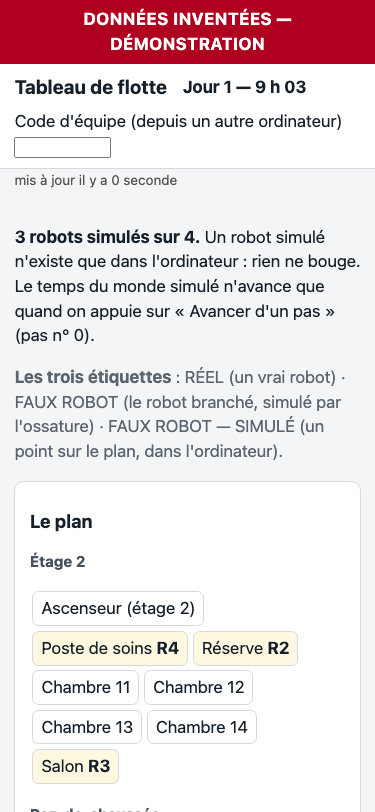 DONNÉES INVENTÉES —
DÉMONSTRATION
Tableau de flotte Jour 1 — 9 h 03
Code d'équipe (depuis un autre ordinateur)
mis à jour il y a 0 seconde
3 robots simulés sur 4. Un robot simulé
n'existe que dans l'ordinateur : rien ne bouge.
Le temps du monde simulé n'avance que
quand on appuie sur « Avancer d'un pas »
(pas n° 0).
Les trois étiquettes : RÉEL (un vrai robot) ·
FAUX ROBOT (le robot branché, simulé par
l'ossature) · FAUX ROBOT — SIMULÉ (un
point sur le plan, dans l'ordinateur).
Le plan
Étage 2
Ascenseur (étage 2)
Poste de soins R4 Réserve R2
Chambre 11 Chambre 12
Chambre 13 Chambre 14
Salon R3